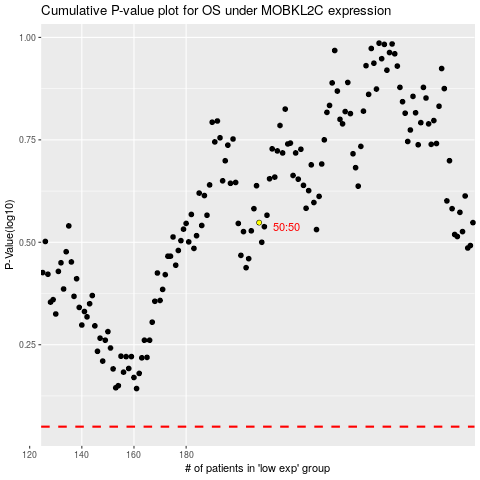 Cumulative P-value plot for OS under MOBKL2C expression
1.00
0.75
P-Value(log10)
50:50
0.50
0.25
120 140 160 180
# of patients in 'low exp' group